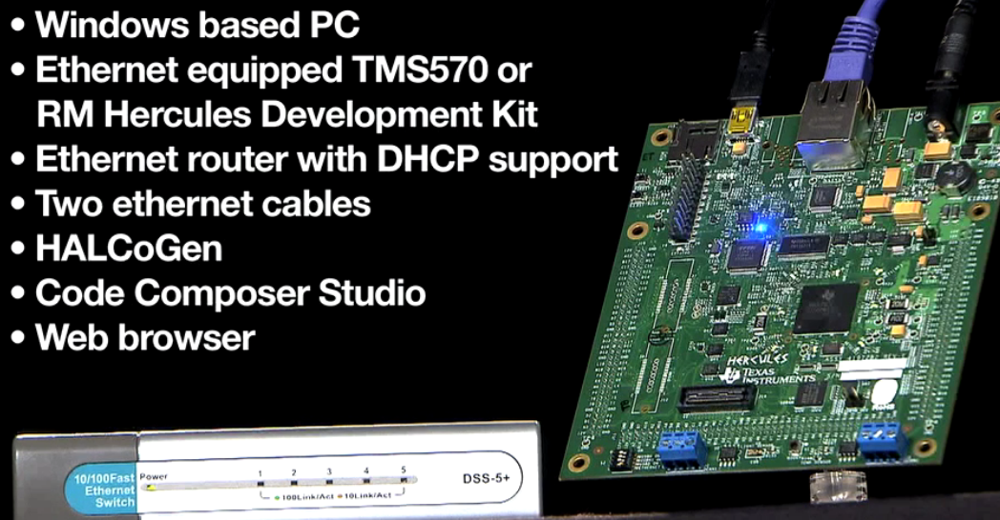 • Windows based PC
• Ethernet equipped TMS570 or
RM Hercules Development Kit
• Ethernet router with DHCP support
• Two ethernet cables
• HALCoGen
• Code Composer Studio
• Web browser
HERCULES
TEXAS
INSTRUMENTS
RoHS
10/100Fast
Ethernet
Switch
Power
1 2 3 4 5
100Link/Act 10Link/Act
DSS-5+